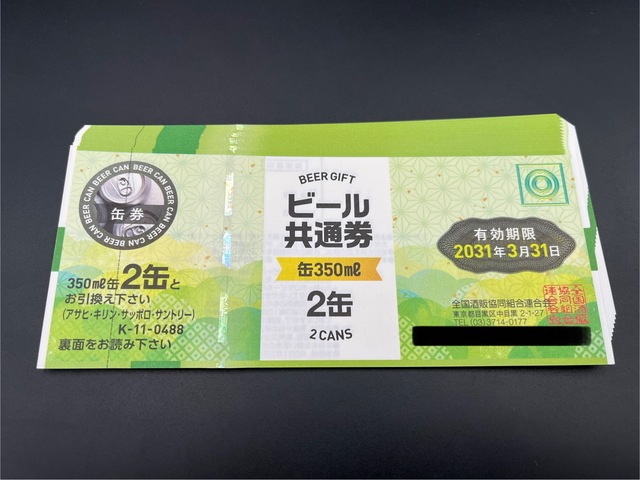 BEER CAN BEER CAN BEER CAN BEER CAN BEER CAN BEER CAN
缶券
350㎖缶2缶と
お引換え下さい
(アサヒ・キリン・サッポロ・サントリー)
K-11-0488
裏面をお読み下さい
BEER GIFT
ビール
共通券
缶350㎖
2缶
2 CANS
有効期限
2031年3月31日
全国酒販協同組合連合会
東京都目黒区中目黒 2-1-27
TEL (03)3714-0177